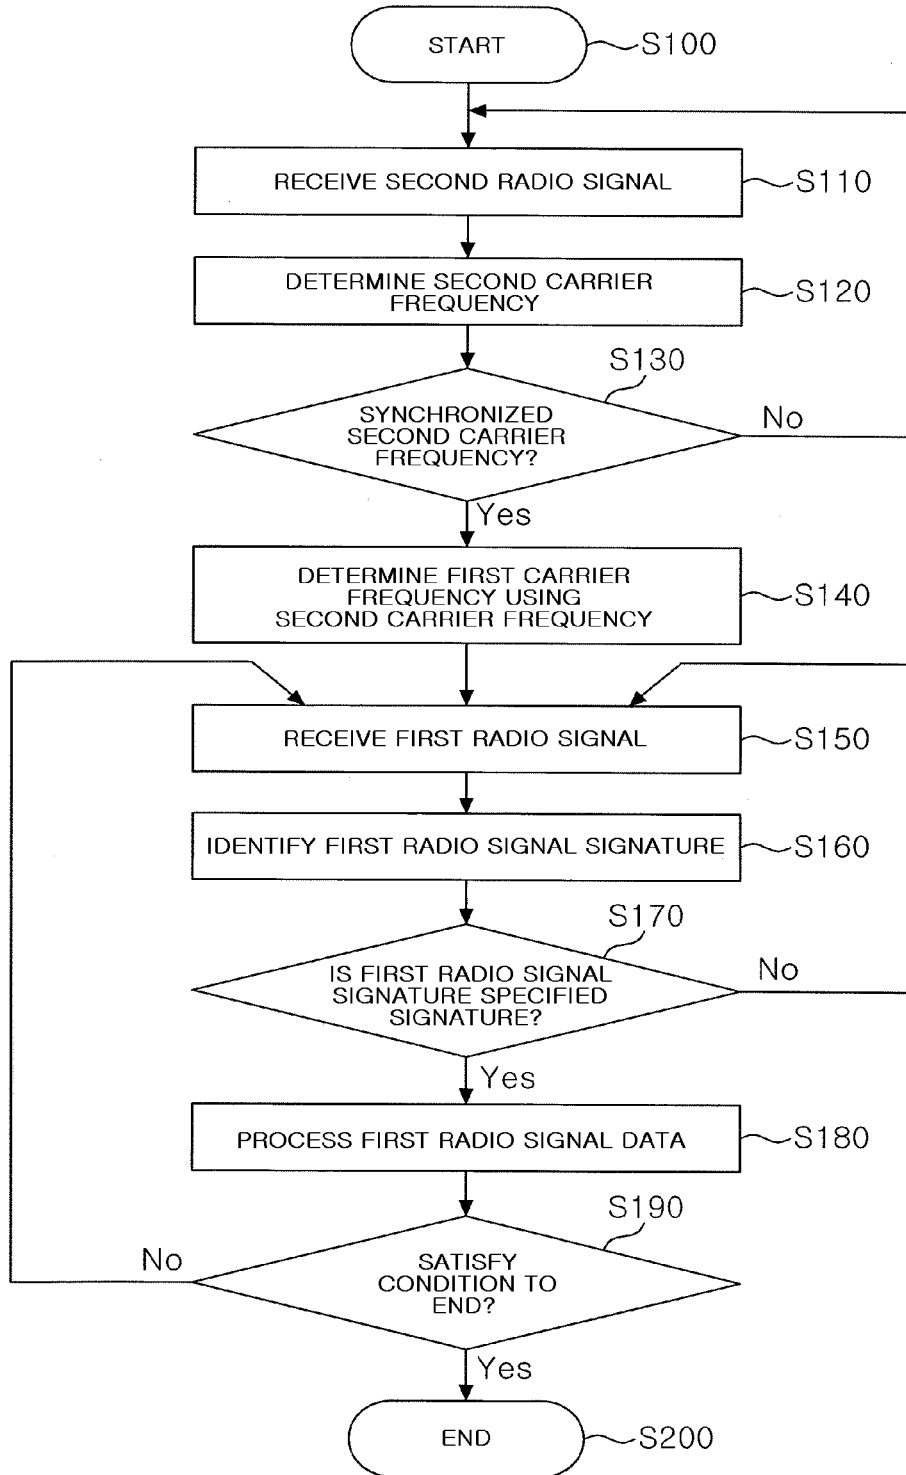 START
S100
RECEIVE SECOND RADIO SIGNAL
S110
DETERMINE SECOND CARRIER
FREQUENCY
S120
S130
SYNCHRONIZED
SECOND CARRIER
FREQUENCY?
No
Yes
DETERMINE FIRST CARRIER
FREQUENCY USING
SECOND CARRIER FREQUENCY
S140
RECEIVE FIRST RADIO SIGNAL
S150
IDENTIFY FIRST RADIO SIGNAL SIGNATURE
S160
S170
IS FIRST RADIO SIGNAL
SIGNATURE SPECIFIED
SIGNATURE?
No
Yes
PROCESS FIRST RADIO SIGNAL DATA
S180
S190
No
SATISFY
CONDITION TO
END?
Yes
END
S200